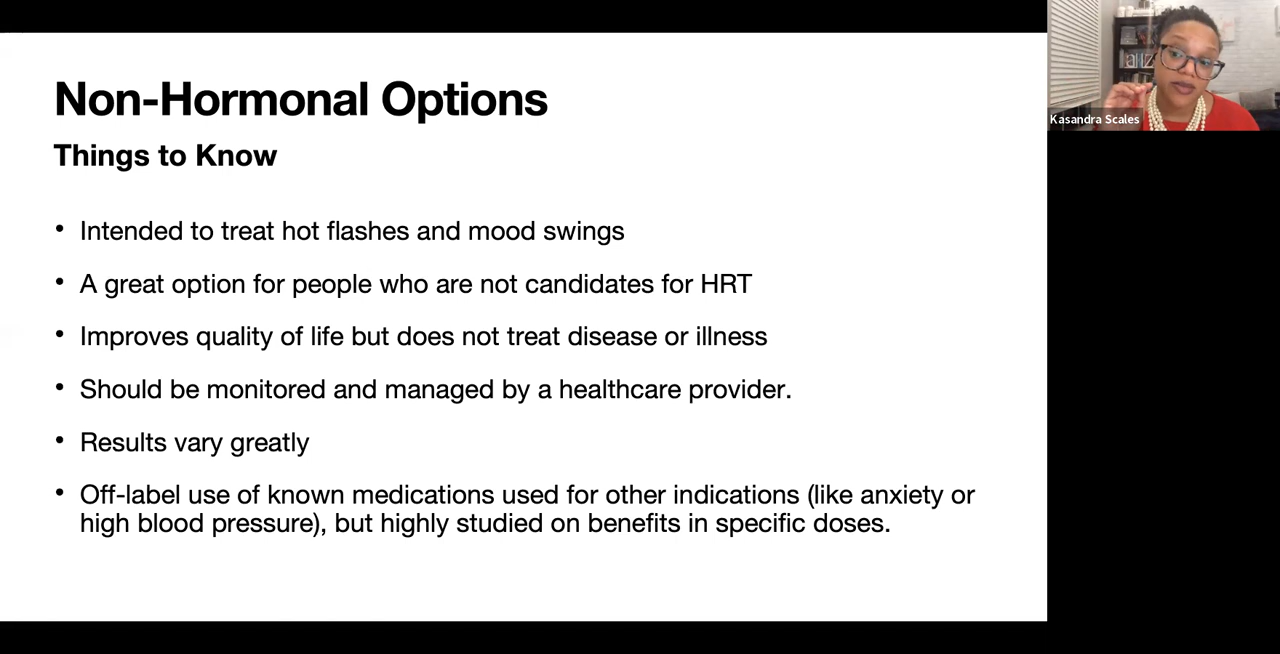 Non-Hormonal Options
Things to Know
• Intended to treat hot flashes and mood swings
• A great option for people who are not candidates for HRT
• Improves quality of life but does not treat disease or illness
• Should be monitored and managed by a healthcare provider.
• Results vary greatly
• Off-label use of known medications used for other indications (like anxiety or
high blood pressure), but highly studied on benefits in specific doses.
Kasandra Scales